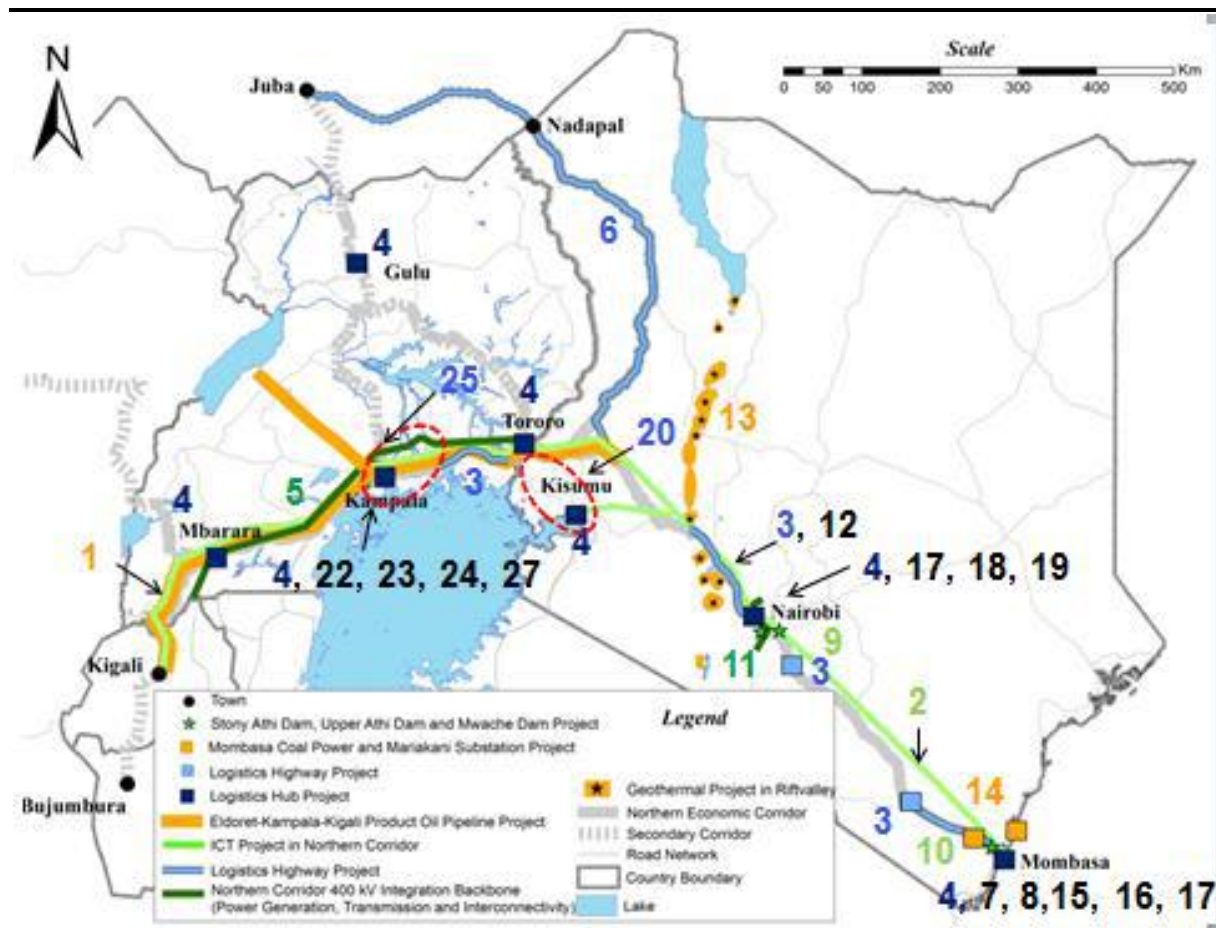 N
Scale
Km
0 50 100 200 300 400 500
Juba
Nadapal
6
4
Gulu
25
4
Tororo
13
20
5
3
Kisumu
4
Kampala
Mbarara
4
3, 12
1
4, 22, 23, 24, 27
4, 17, 18, 19
Nairobi
9
Kigali
11
3
2
Legend
Town
Stony Athi Dam, Upper Athi Dam and Mwache Dam Project
Mombasa Coal Power and Mariakani Substation Project
Logistics Highway Project
Logistics Hub Project
Eldoret-Kampala-Kigali Product Oil Pipeline Project
ICT Project in Northern Corridor
Logistics Highway Project
Northern Corridor 400 kV Integration Backbone
(Power Generation, Transmission and Interconnectivity)
Geothermal Project in Riftvalley
Northern Economic Corridor
Secondary Corridor
Road Network
Country Boundary
Lake
Bujumbura
14
3
10
Mombasa
4, 7, 8,15, 16, 17